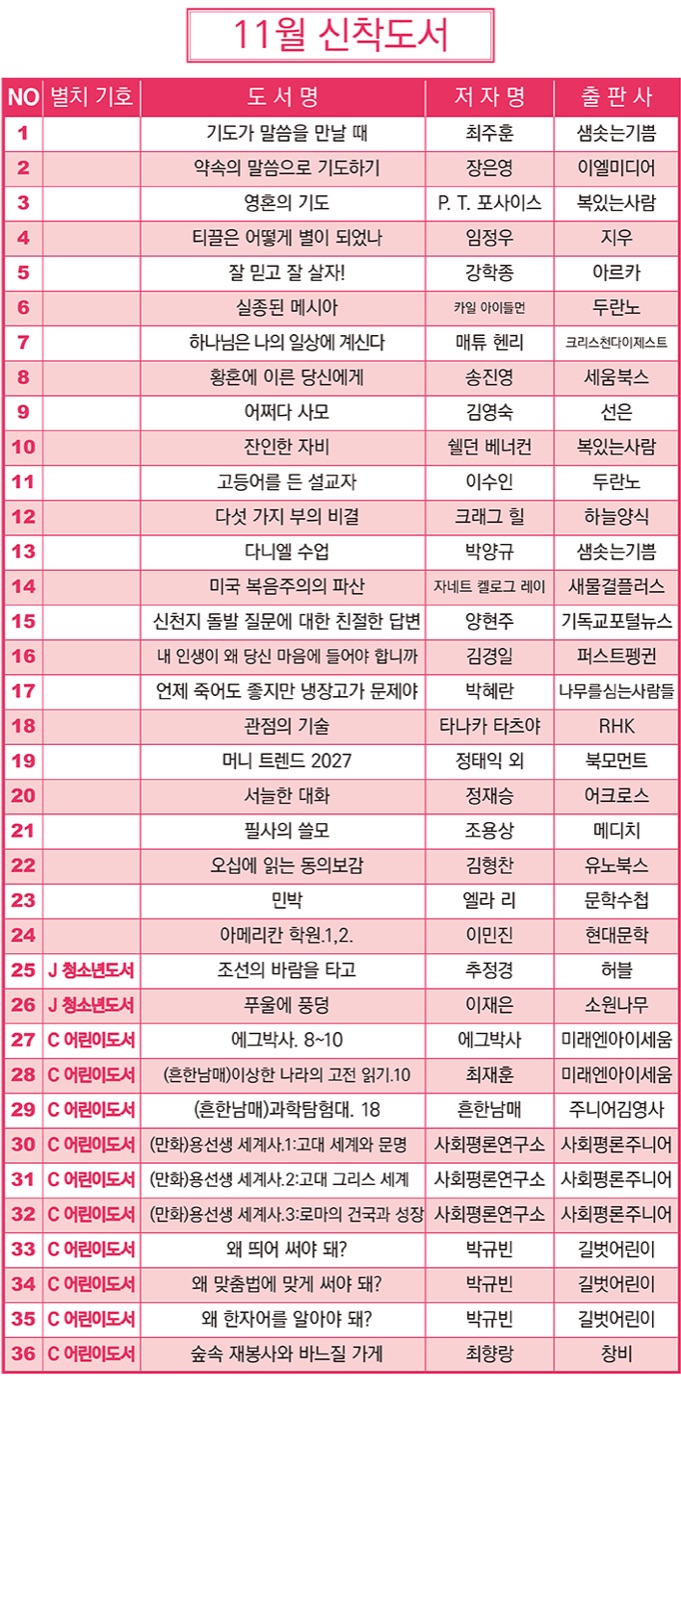 11월 신착도서
NO 별치 기호 도 서 명 저 자 명 출 판 사
1 기도가 말씀을 만날 때 최주훈 샘솟는기쁨
2 약속의 말씀으로 기도하기 장은영 이엘미디어
3 영혼의 기도 P. T. 포사이스 복있는사람
4 티끌은 어떻게 별이 되었나 임정우 지우
5 잘 믿고 잘 살자! 강학종 아르카
6 실종된 메시아 카일 아이들먼 두란노
7 하나님은 나의 일상에 계신다 매튜 헨리 크리스천다이제스트
8 황혼에 이른 당신에게 송진영 세움북스
9 어쩌다 사모 김영숙 선은
10 잔인한 자비 쉘던 베너컨 복있는사람
11 고등어를 든 설교자 이수인 두란노
12 다섯 가지 부의 비결 크래그 힐 하늘양식
13 다니엘 수업 박양규 샘솟는기쁨
14 미국 복음주의의 파산 자네트 켈로그 레이 새물결플러스
15 신천지 돌발 질문에 대한 친절한 답변 양현주 기독교포털뉴스
16 내 인생이 왜 당신 마음에 들어야 합니까 김경일 퍼스트펭귄
17 언제 죽어도 좋지만 냉장고가 문제야 박혜란 나무를심는사람들
18 관점의 기술 타나카 타츠야 RHK
19 머니 트렌드 2027 정태익 외 북모먼트
20 서늘한 대화 정재승 어크로스
21 필사의 쓸모 조용상 메디치
22 오십에 읽는 동의보감 김형찬 유노북스
23 민박 엘라 리 문학수첩
24 아메리칸 학원.1,2. 이민진 현대문학
25 J 청소년도서 조선의 바람을 타고 추정경 허블
26 J 청소년도서 푸울에 풍덩 이재은 소원나무
27 C 어린이도서 에그박사. 8~10 에그박사 미래엔아이세움
28 C 어린이도서 (흔한남매)이상한 나라의 고전 읽기.10 최재훈 미래엔아이세움
29 C 어린이도서 (흔한남매)과학탐험대. 18 흔한남매 주니어김영사
30 C 어린이도서 (만화)용선생 세계사.1:고대 세계와 문명 사회평론연구소 사회평론주니어
31 C 어린이도서 (만화)용선생 세계사.2:고대 그리스 세계 사회평론연구소 사회평론주니어
32 C 어린이도서 (만화)용선생 세계사.3:로마의 건국과 성장 사회평론연구소 사회평론주니어
33 C 어린이도서 왜 띄어 써야 돼? 박규빈 길벗어린이
34 C 어린이도서 왜 맞춤법에 맞게 써야 돼? 박규빈 길벗어린이
35 C 어린이도서 왜 한자어를 알아야 돼? 박규빈 길벗어린이
36 C 어린이도서 숲속 재봉사와 바느질 가게 최향랑 창비